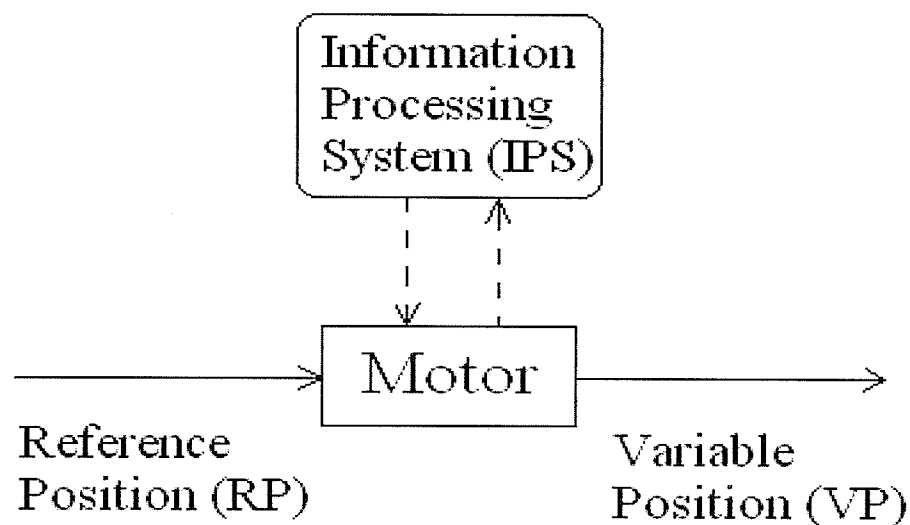 Information
Processing
System (IPS)
Motor
Reference
Position (RP)
Variable
Position (VP)